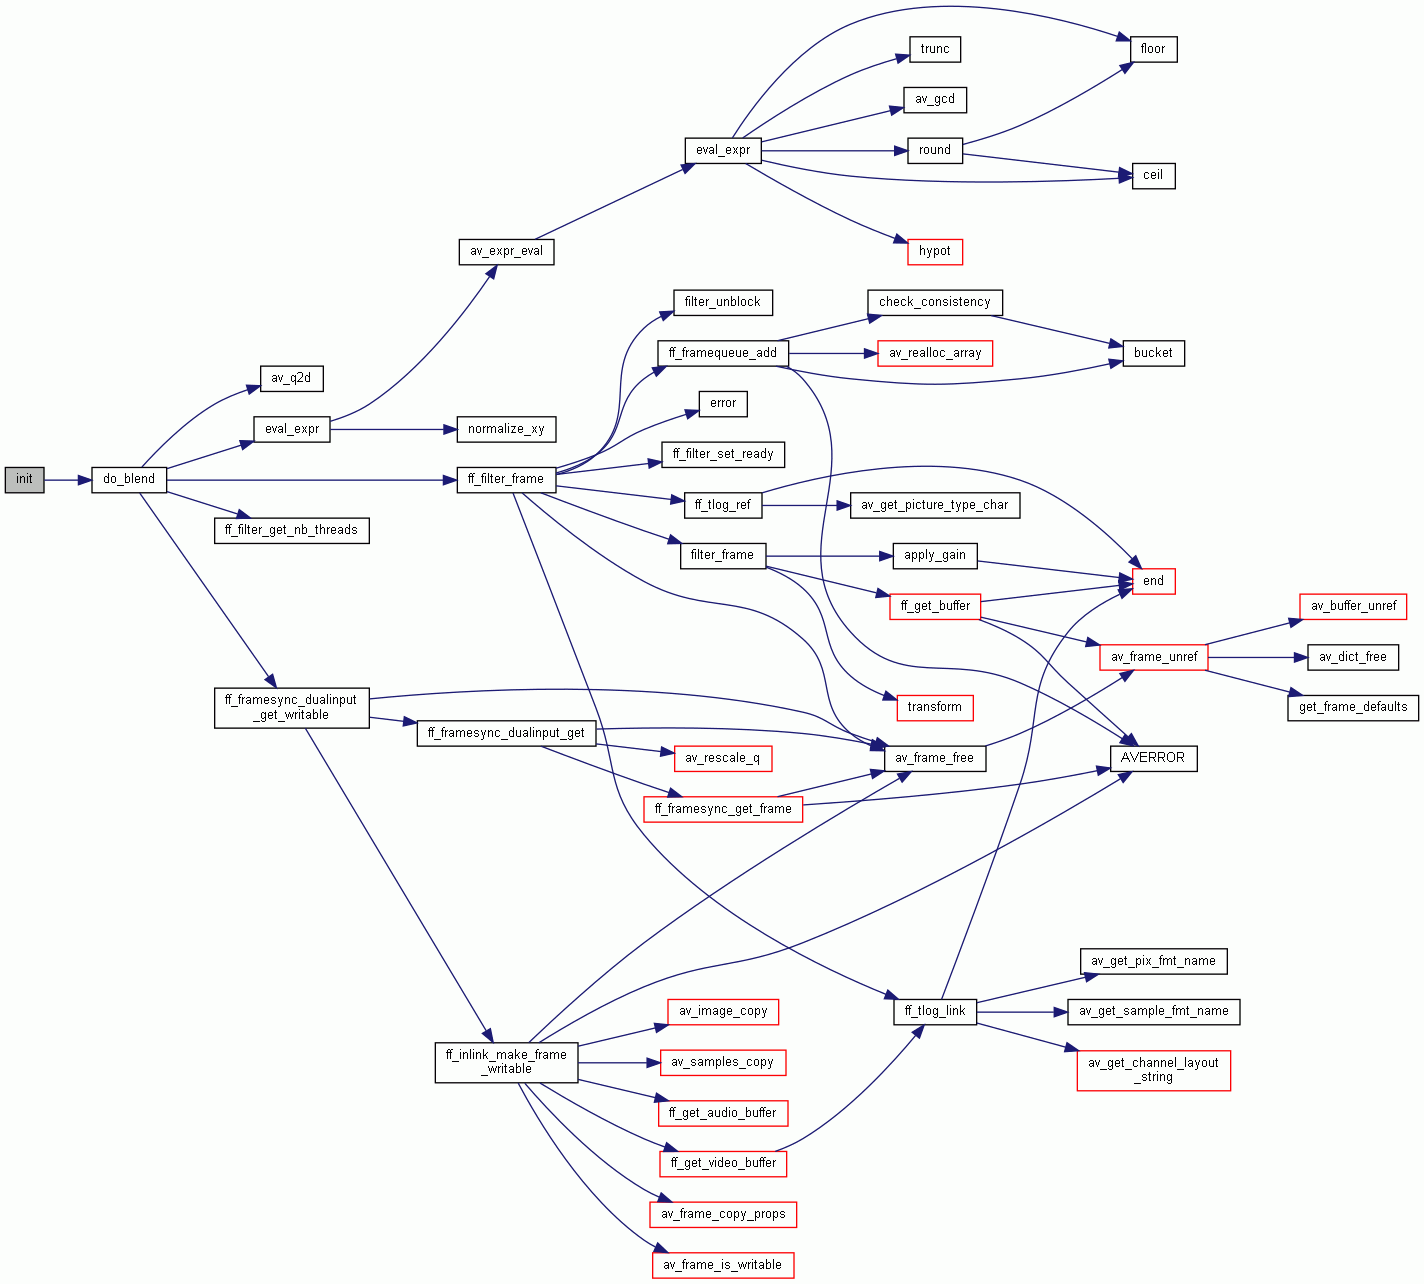 floor
trunc
av_gcd
eval_expr
round
ceil
av_expr_eval
hypot
filter_unblock
check_consistency
ff_framequeue_add
av_realloc_array
bucket
av_q2d
error
eval_expr
normalize_xy
ff_filter_set_ready
init
do_blend
ff_filter_frame
ff_tlog_ref
av_get_picture_type_char
ff_filter_get_nb_threads
filter_frame
apply_gain
end
ff_get_buffer
av_buffer_unref
av_frame_unref
av_dict_free
ff_framesync_dualinput
_get_writable
transform
get_frame_defaults
ff_framesync_dualinput_get
av_rescale_q
av_frame_free
AVERROR
ff_framesync_get_frame
av_get_pix_fmt_name
av_image_copy
ff_tlog_link
av_get_sample_fmt_name
ff_inlink_make_frame
_writable
av_samples_copy
av_get_channel_layout
_string
ff_get_audio_buffer
ff_get_video_buffer
av_frame_copy_props
av_frame_is_writable